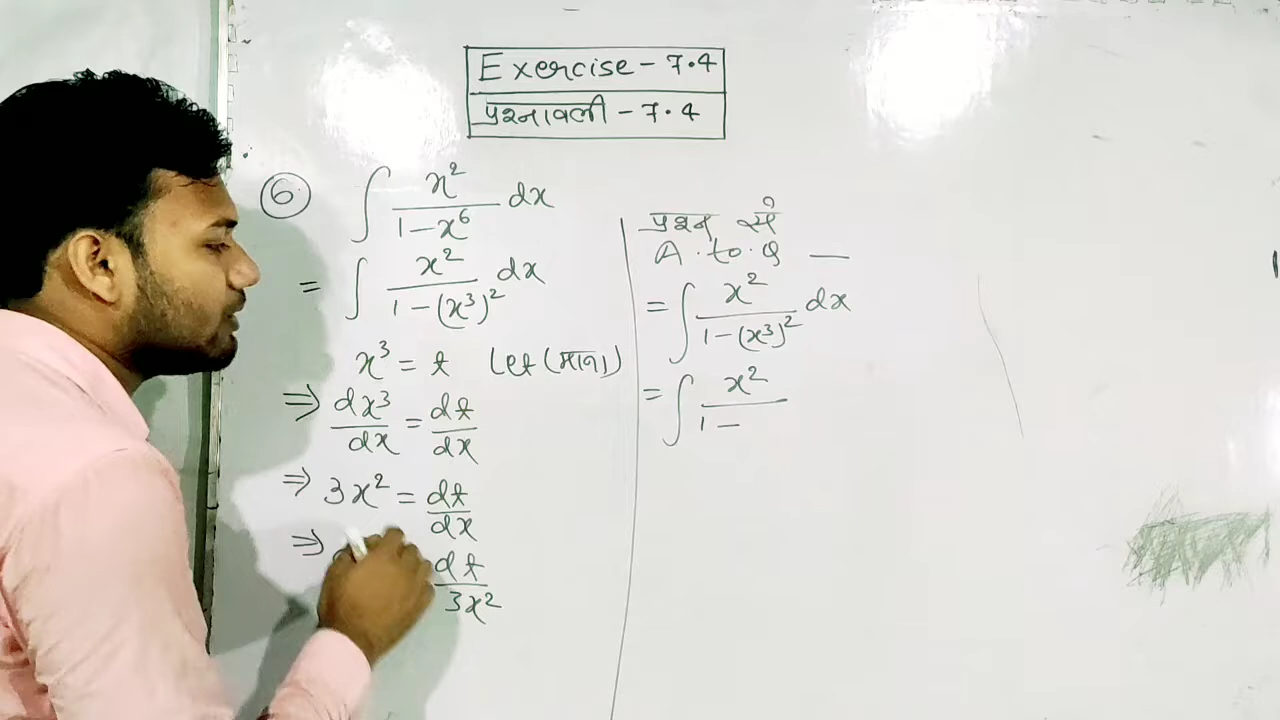 Exercise - 7.4
प्रश्नावली - 7.4
6 ∫ x²/(1-x⁶) dx
= ∫ x²/(1-(x³)²) dx
x³ = t Let (माना)
⇒ dx³/dx = dt/dx
⇒ 3x² = dt/dx
⇒ dt/3x²
प्रश्न से
A.to.Q —
= ∫ x²/(1-(x³)²) dx
= ∫ x²/(1-